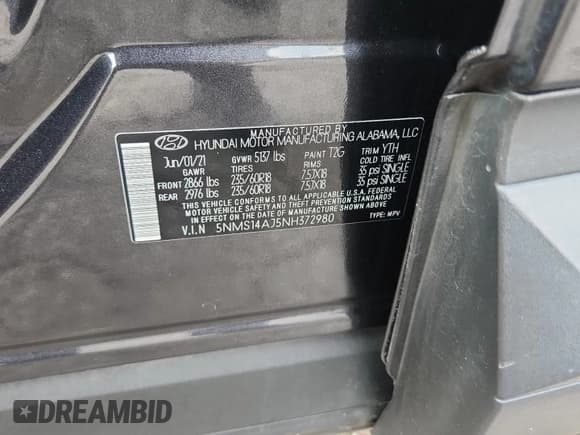 MANUFACTURED BY
HYUNDAI MOTOR MANUFACTURING ALABAMA, LLC
Jun/01/21 GVWR 5137 lbs PAINT T2G TRIM YTH
GAWR TIRES RIMS COLD TIRE INFL
FRONT 2866 lbs 235/60R18 7.5JX18 35 psi SINGLE
REAR 2976 lbs 235/60R18 7.5JX18 35 psi SINGLE
THIS VEHICLE CONFORMS TO ALL APPLICABLE U.S.A. FEDERAL
MOTOR VEHICLE SAFETY AND THEFT PREVENTION STANDARDS
IN EFFECT ON THE DATE OF MANUFACTURE SHOWN ABOVE.
V.I.N 5NMS14AJ5NH372980 TYPE: MPV
DREAMBID